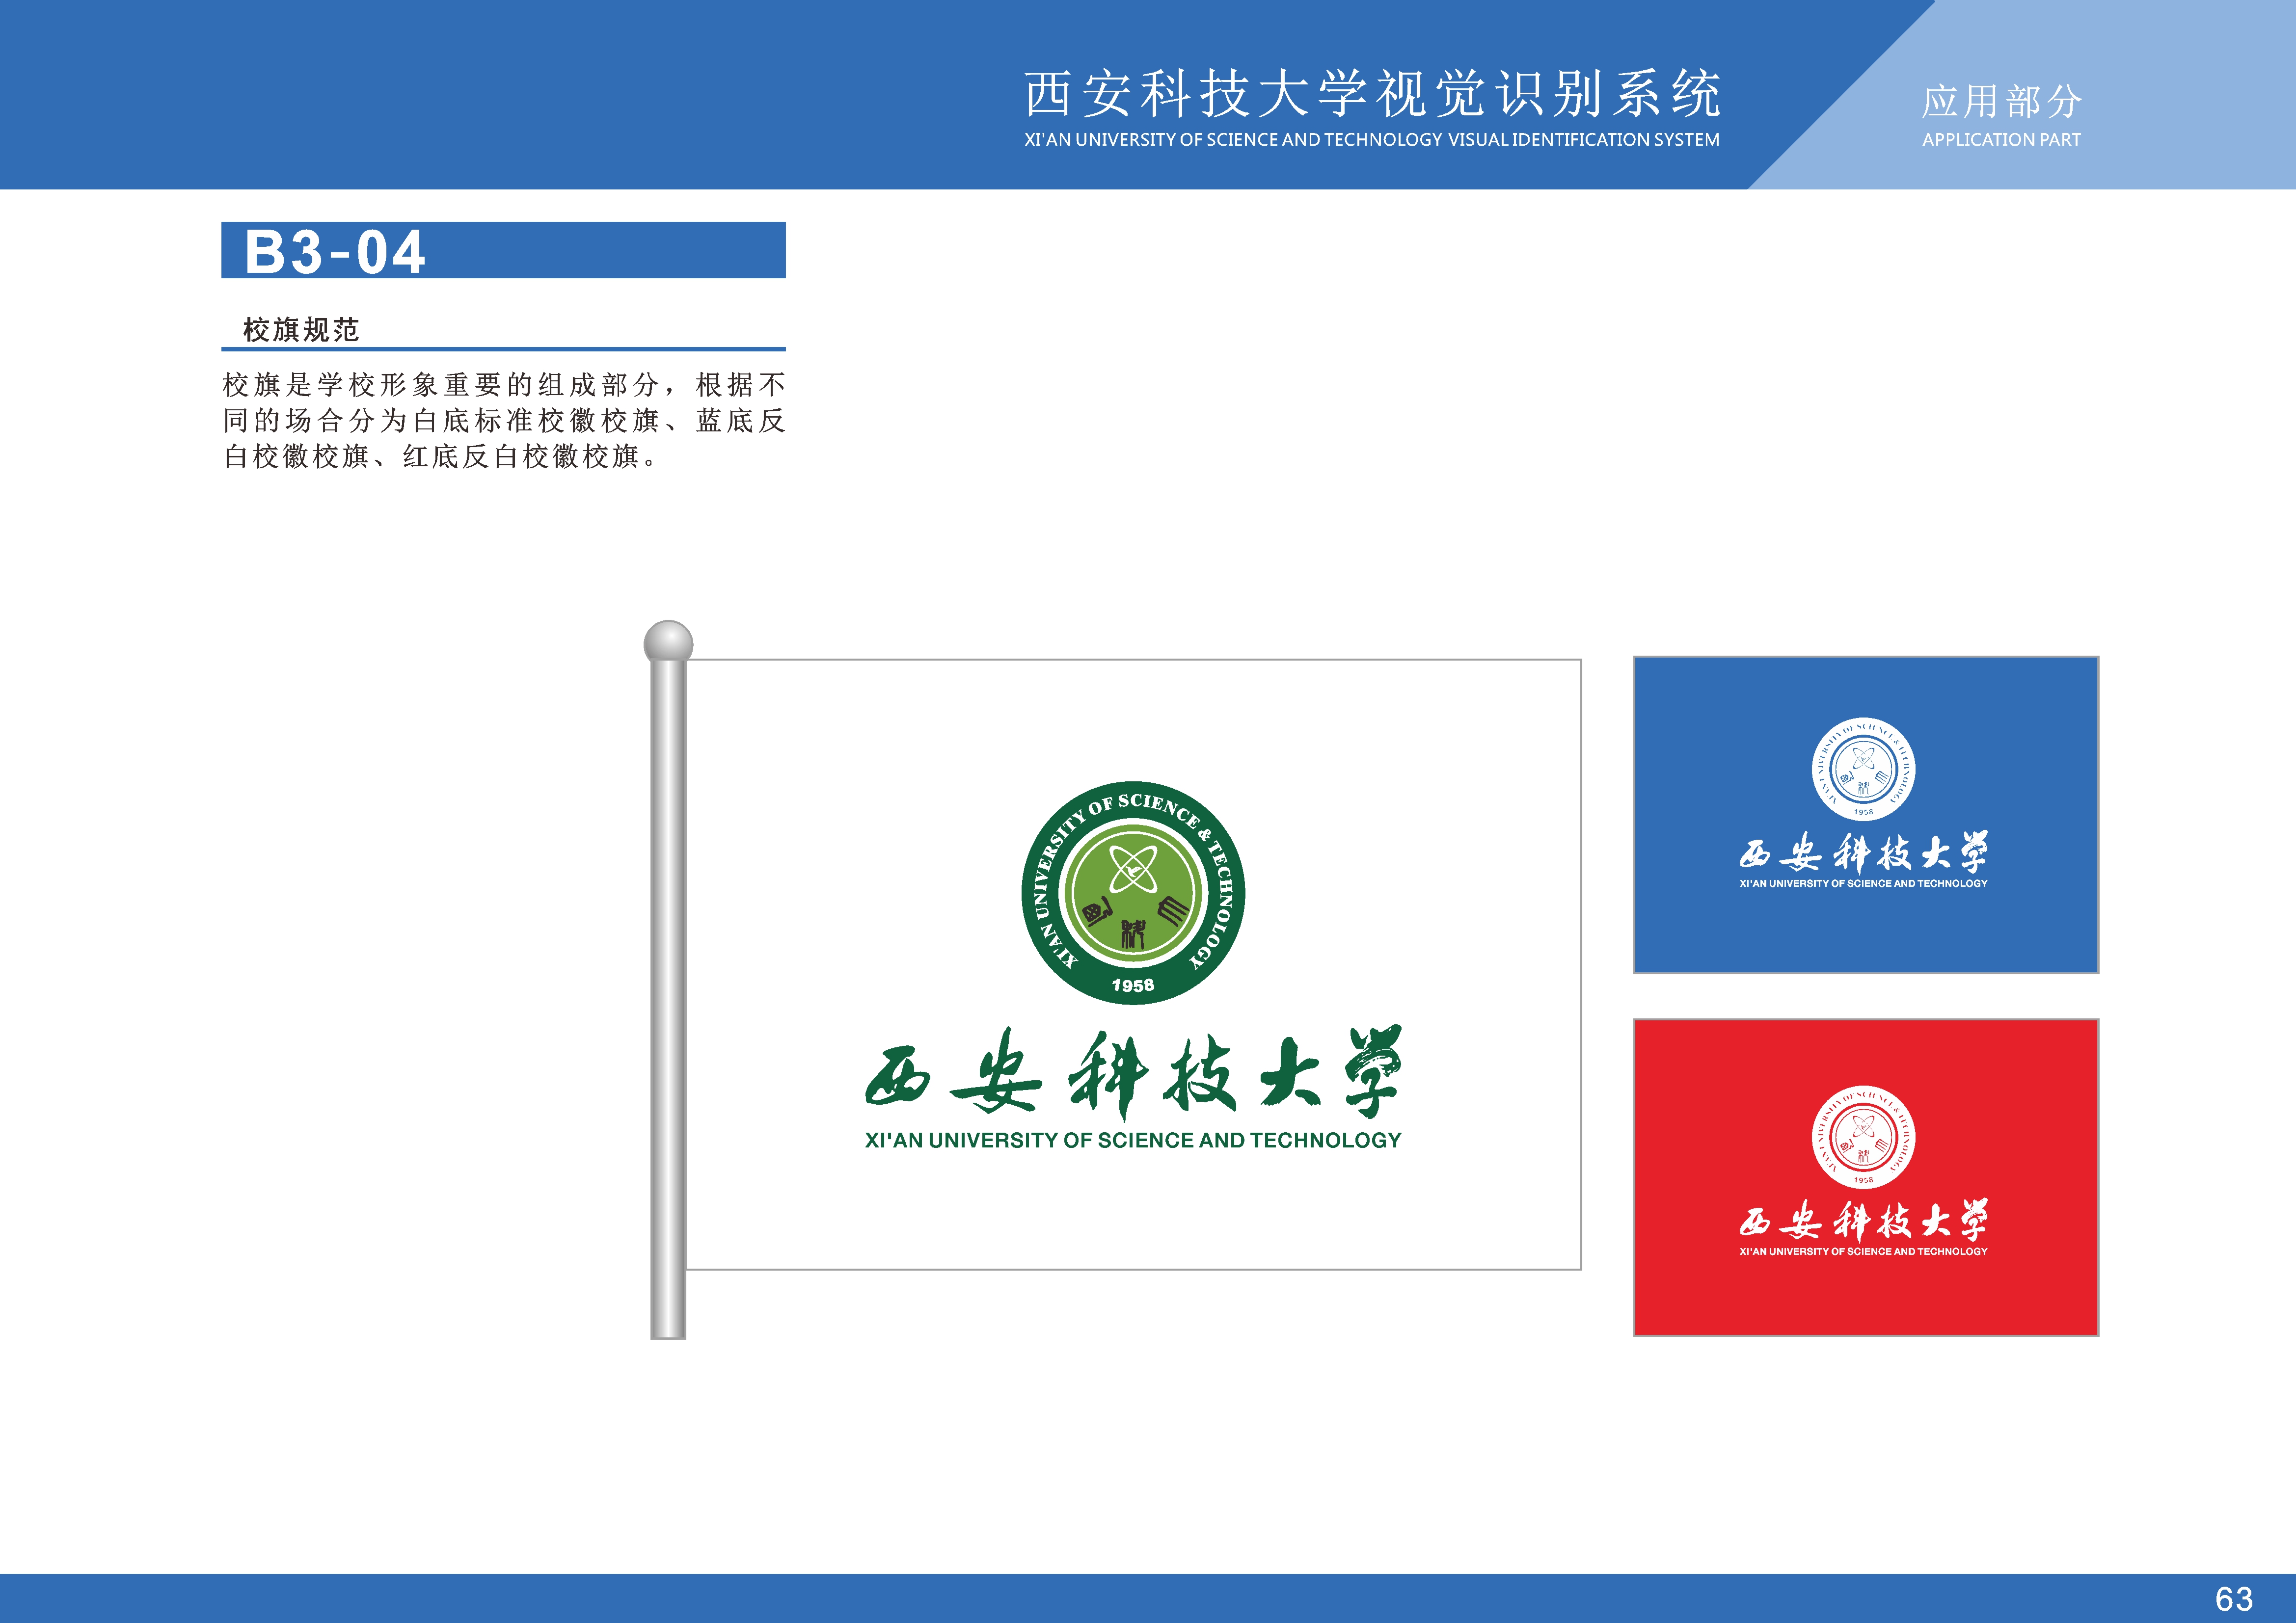 西安科技大学视觉识别系统
XI'AN UNIVERSITY OF SCIENCE AND TECHNOLOGY VISUAL IDENTIFICATION SYSTEM
应用部分
APPLICATION PART
B3-04
校旗规范
校旗是学校形象重要的组成部分，根据不
同的场合分为白底标准校徽校旗、蓝底反
白校徽校旗、红底反白校徽校旗。
XI'AN UNIVERSITY OF SCIENCE & TECHNOLOGY
1958
西安科技大学
XI'AN UNIVERSITY OF SCIENCE AND TECHNOLOGY
XI'AN UNIVERSITY OF SCIENCE & TECHNOLOGY
1958
西安科技大学
XI'AN UNIVERSITY OF SCIENCE AND TECHNOLOGY
XI'AN UNIVERSITY OF SCIENCE & TECHNOLOGY
1958
西安科技大学
XI'AN UNIVERSITY OF SCIENCE AND TECHNOLOGY
63